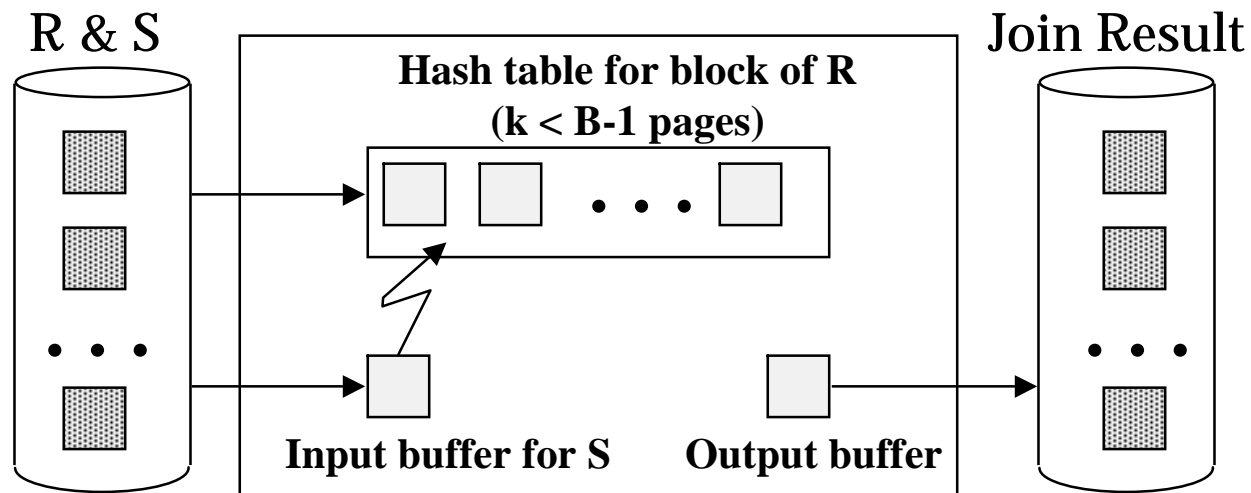 R & S
Join Result
Hash table for block of R
(k < B-1 pages)
• • •
• • •
• • •
Input buffer for S
Output buffer